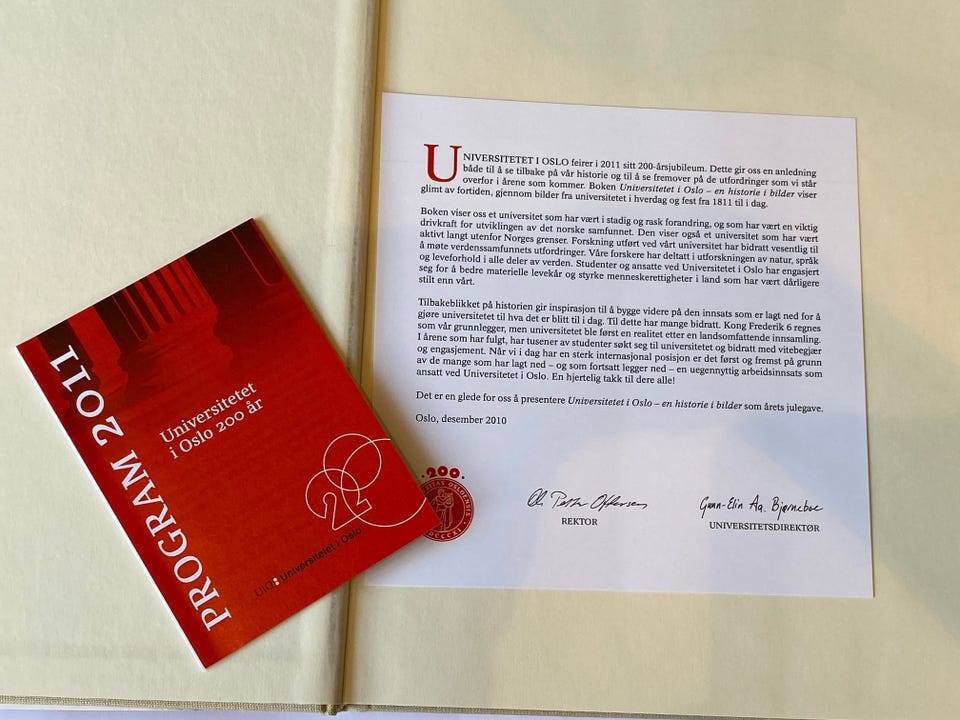 PROGRAM 2011
Universitetet
i Oslo 200 år
UiO Universitetet i Oslo
UNIVERSITETET I OSLO feirer i 2011 sitt 200-årsjubileum. Dette gir oss en anledning
både til å se tilbake på vår historie og til å se fremover på de utfordringer som vi står
overfor i årene som kommer. Boken Universitetet i Oslo – en historie i bilder viser
glimt av fortiden, gjennom bilder fra universitetet i hverdag og fest fra 1811 til i dag.
Boken viser oss et universitet som har vært i stadig og rask forandring, og som har vært en viktig
drivkraft for utviklingen av det norske samfunnet. Den viser også et universitet som har vært
aktivt langt utenfor Norges grenser. Forskning utført ved vårt universitet har bidratt vesentlig til
å møte verdenssamfunnets utfordringer. Våre forskere har deltatt i utforskningen av natur, språk
og leveforhold i alle deler av verden. Studenter og ansatte ved Universitetet i Oslo har engasjert
seg for å bedre materielle levekår og styrke menneskerettigheter i land som har vært dårligere
stilt enn vårt.
Tilbakeblikket på historien gir inspirasjon til å bygge videre på den innsats som er lagt ned for å
gjøre universitetet til hva det er blitt til i dag. Til dette har mange bidratt. Kong Frederik 6 regnes
som vår grunnlegger, men universitetet ble først en realitet etter en landsomfattende innsamling.
I årene som har fulgt, har tusener av studenter søkt seg til universitetet og bidratt med vitebegjær
og engasjement. Når vi i dag har en sterk internasjonal posisjon er det først og fremst på grunn
av de mange som har lagt ned – og som fortsatt legger ned – en uegennyttig arbeidsinnsats som
ansatt ved Universitetet i Oslo. En hjertelig takk til dere alle!
Det er en glede for oss å presentere Universitetet i Oslo – en historie i bilder som årets julegave.
Oslo, desember 2010
200
Ole Petter Ottersen
REKTOR
Gunn-Elin Aa. Bjørneboe
UNIVERSITETSDIREKTØR